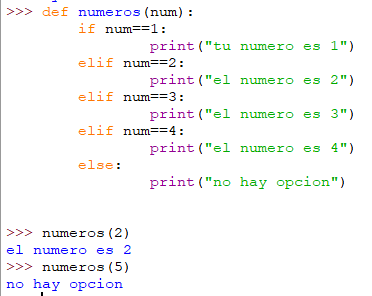 >>> def numeros(num):
        if num==1:
                print("tu numero es 1")
        elif num==2:
                print("el numero es 2")
        elif num==3:
                print("el numero es 3")
        elif num==4:
                print("el numero es 4")
        else:
                print("no hay opcion")
>>> numeros(2)
el numero es 2
>>> numeros(5)
no hay opcion